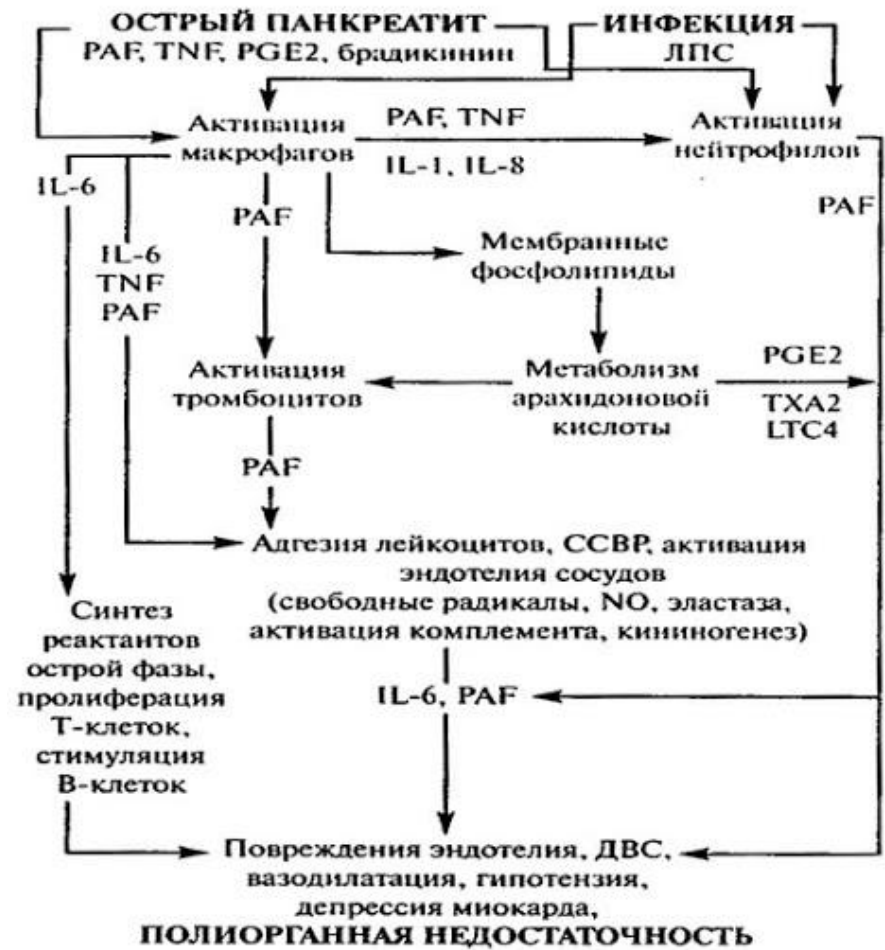 ОСТРЫЙ ПАНКРЕАТИТ
PAF, TNF, PGE2, брадикинин
ИНФЕКЦИЯ
ЛПС
Активация
макрофагов
PAF, TNF
IL-1, IL-8
Активация
нейтрофилов
IL-6
IL-6
TNF
PAF
PAF
PAF
Мембранные
фосфолипиды
Активация
тромбоцитов
Метаболизм
арахидоновой
кислоты
PGE2
TXA2
LTC4
PAF
Адгезия лейкоцитов, ССВР, активация
эндотелия сосудов
(свободные радикалы, NO, эластаза,
активация комплемента, кининогенез)
Синтез
реактантов
острой фазы,
пролиферация
Т-клеток,
стимуляция
В-клеток
IL-6, PAF
Повреждения эндотелия, ДВС,
вазодилатация, гипотензия,
депрессия миокарда,
ПОЛИОРГАННАЯ НЕДОСТАТОЧНОСТЬ